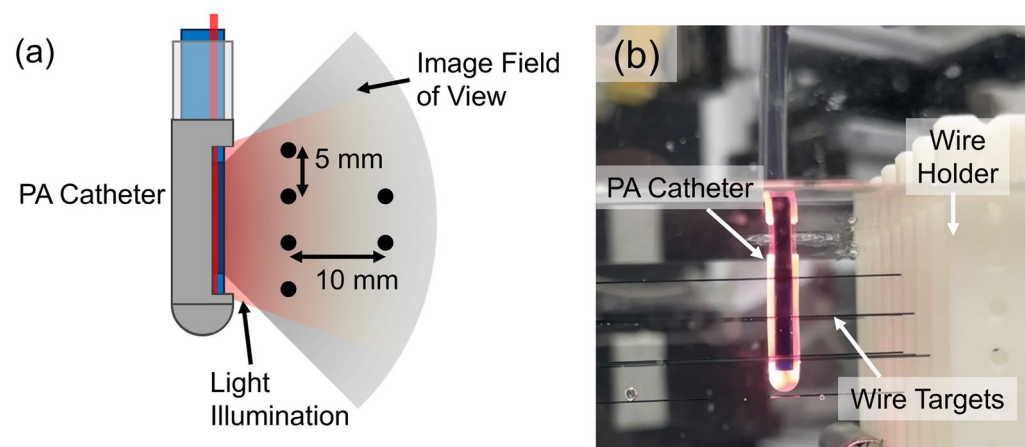 (a)
Image Field
of View
5 mm
PA Catheter
10 mm
Light
Illumination
(b)
Wire
Holder
PA Catheter
Wire Targets